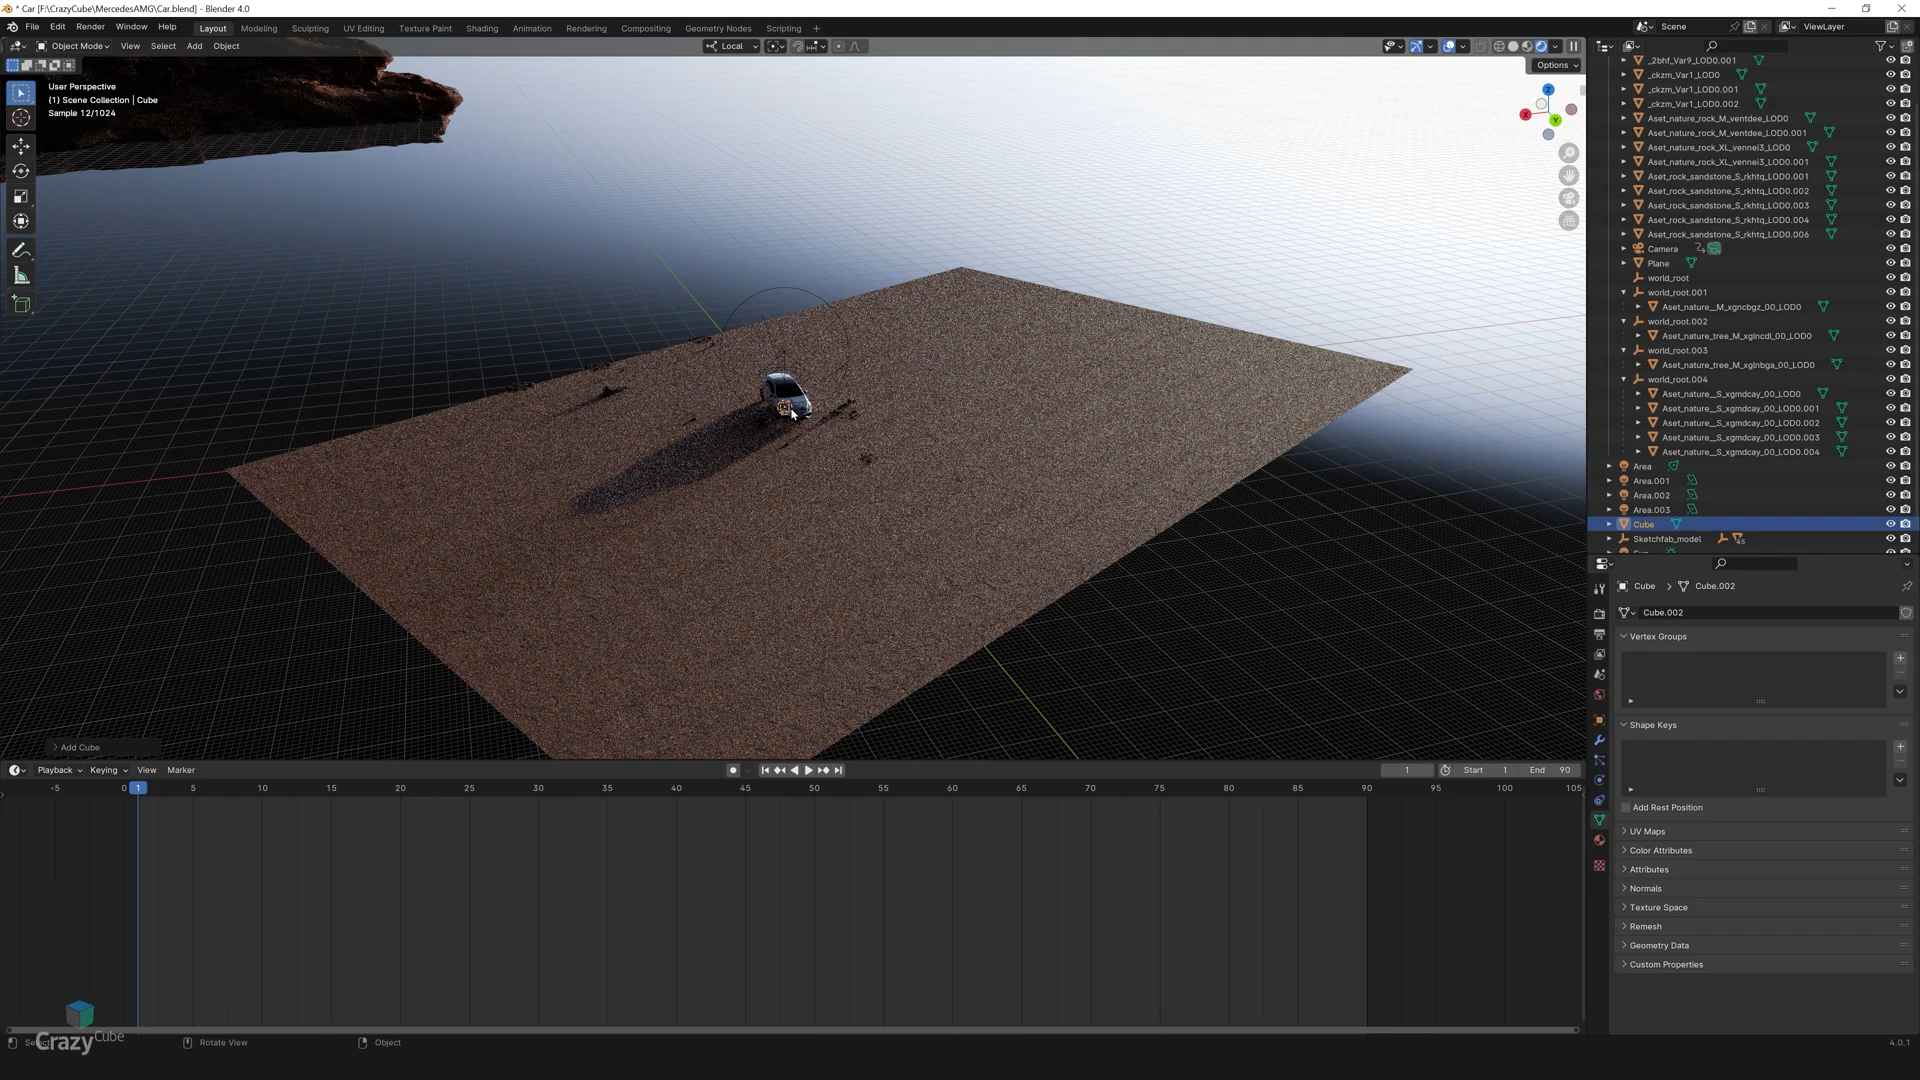 * Car [F:\CrazyCube\MercedesAMG\Car.blend] - Blender 4.0
File Edit Render Window Help
Layout Modeling Sculpting UV Editing Texture Paint Shading Animation Rendering Compositing Geometry Nodes Scripting +
Scene
ViewLayer
Object Mode View Select Add Object
Local
Options
User Perspective
(1) Scene Collection | Cube
Sample 12/1024
Z
X
Y
_2bhf_Var9_LOD0.001
_ckzm_Var1_LOD0
_ckzm_Var1_LOD0.001
_ckzm_Var1_LOD0.002
Aset_nature_rock_M_ventdee_LOD0
Aset_nature_rock_M_ventdee_LOD0.001
Aset_nature_rock_XL_vennei3_LOD0
Aset_nature_rock_XL_vennei3_LOD0.001
Aset_rock_sandstone_S_rkhtq_LOD0.001
Aset_rock_sandstone_S_rkhtq_LOD0.002
Aset_rock_sandstone_S_rkhtq_LOD0.003
Aset_rock_sandstone_S_rkhtq_LOD0.004
Aset_rock_sandstone_S_rkhtq_LOD0.006
Camera
Plane
world_root
world_root.001
Aset_nature__M_xgncbgz_00_LOD0
world_root.002
Aset_nature_tree_M_xglncdl_00_LOD0
world_root.003
Aset_nature_tree_M_xglnbga_00_LOD0
world_root.004
Aset_nature__S_xgmdcay_00_LOD0
Aset_nature__S_xgmdcay_00_LOD0.001
Aset_nature__S_xgmdcay_00_LOD0.002
Aset_nature__S_xgmdcay_00_LOD0.003
Aset_nature__S_xgmdcay_00_LOD0.004
Area
Area.001
Area.002
Area.003
Cube
Sketchfab_model 45
Cube > Cube.002
Cube.002
Vertex Groups
Shape Keys
Add Rest Position
UV Maps
Color Attributes
Attributes
Normals
Texture Space
Remesh
Geometry Data
Custom Properties
> Add Cube
Playback Keying View Marker
1 Start 1 End 90
-5 0 1 5 10 15 20 25 30 35 40 45 50 55 60 65 70 75 80 85 90 95 100 105
CrazyCube
Rotate View
Object
4.0.1